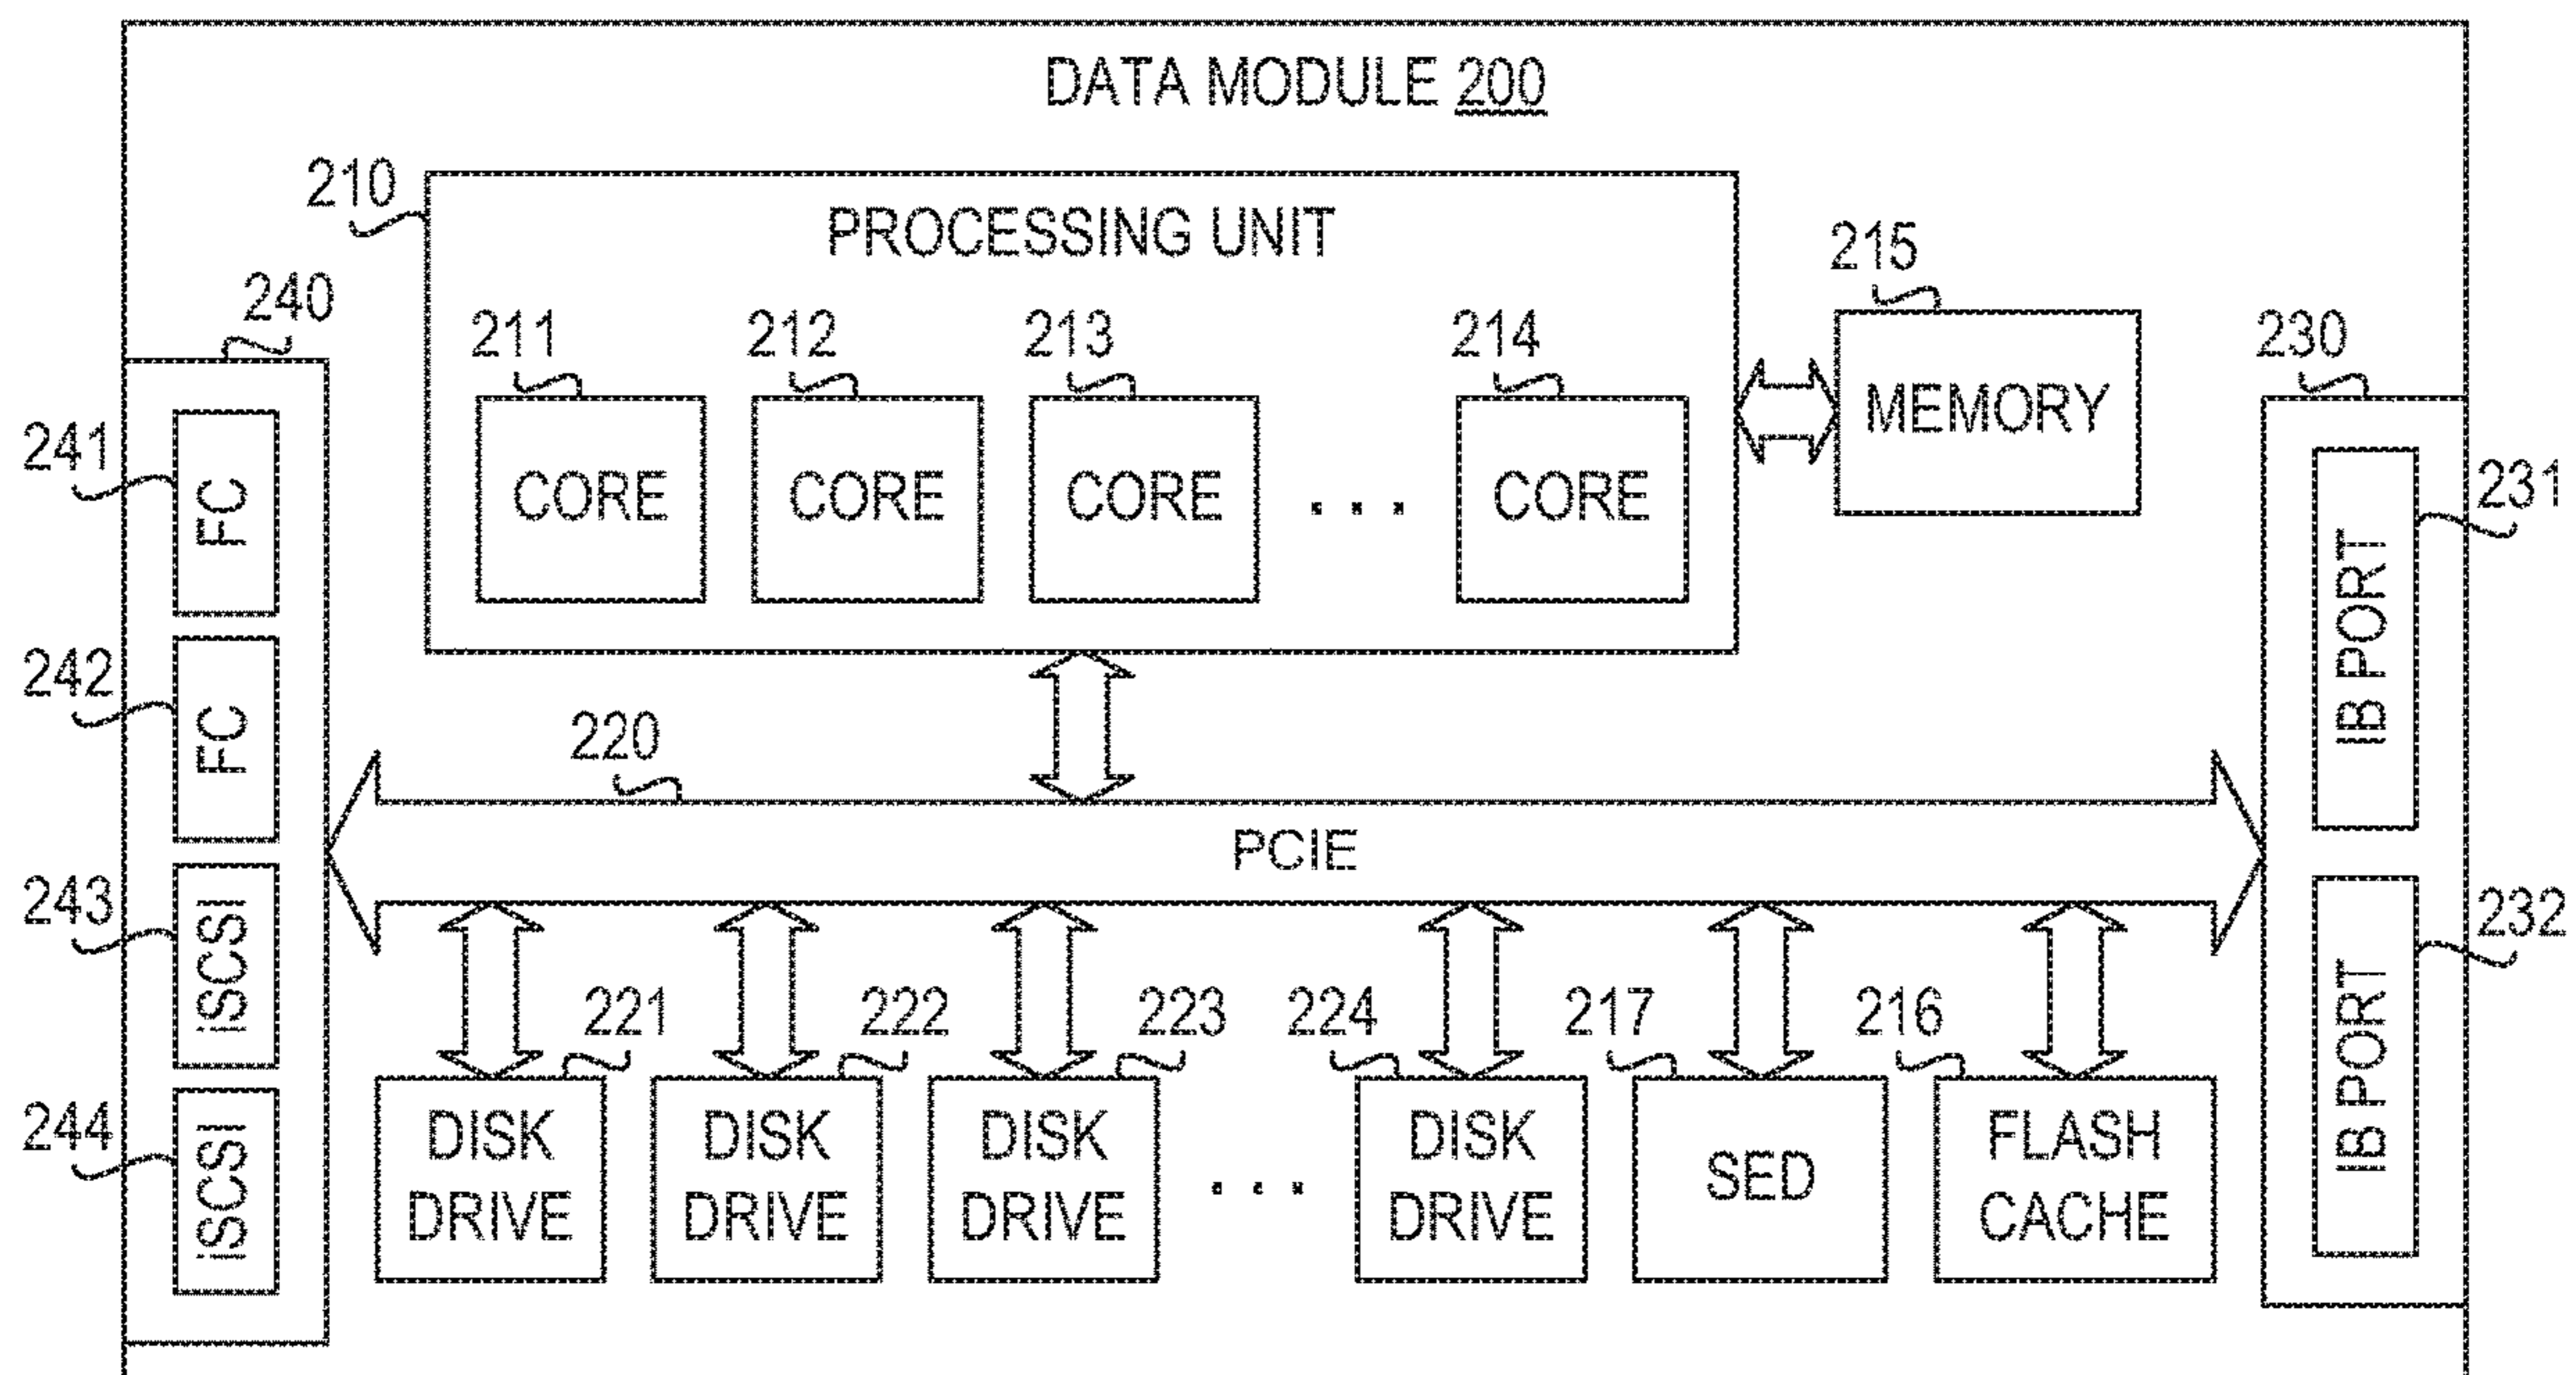 DATA MODULE 200
210
PROCESSING UNIT
215
240
211
212
213
214
230
MEMORY
241
FC
CORE
CORE
CORE
. . .
CORE
231
IB PORT
242
FC
220
PCIE
243
iSCSI
232
IB PORT
221
222
223
224
217
216
244
iSCSI
DISK
DRIVE
DISK
DRIVE
DISK
DRIVE
. . .
DISK
DRIVE
SED
FLASH
CACHE